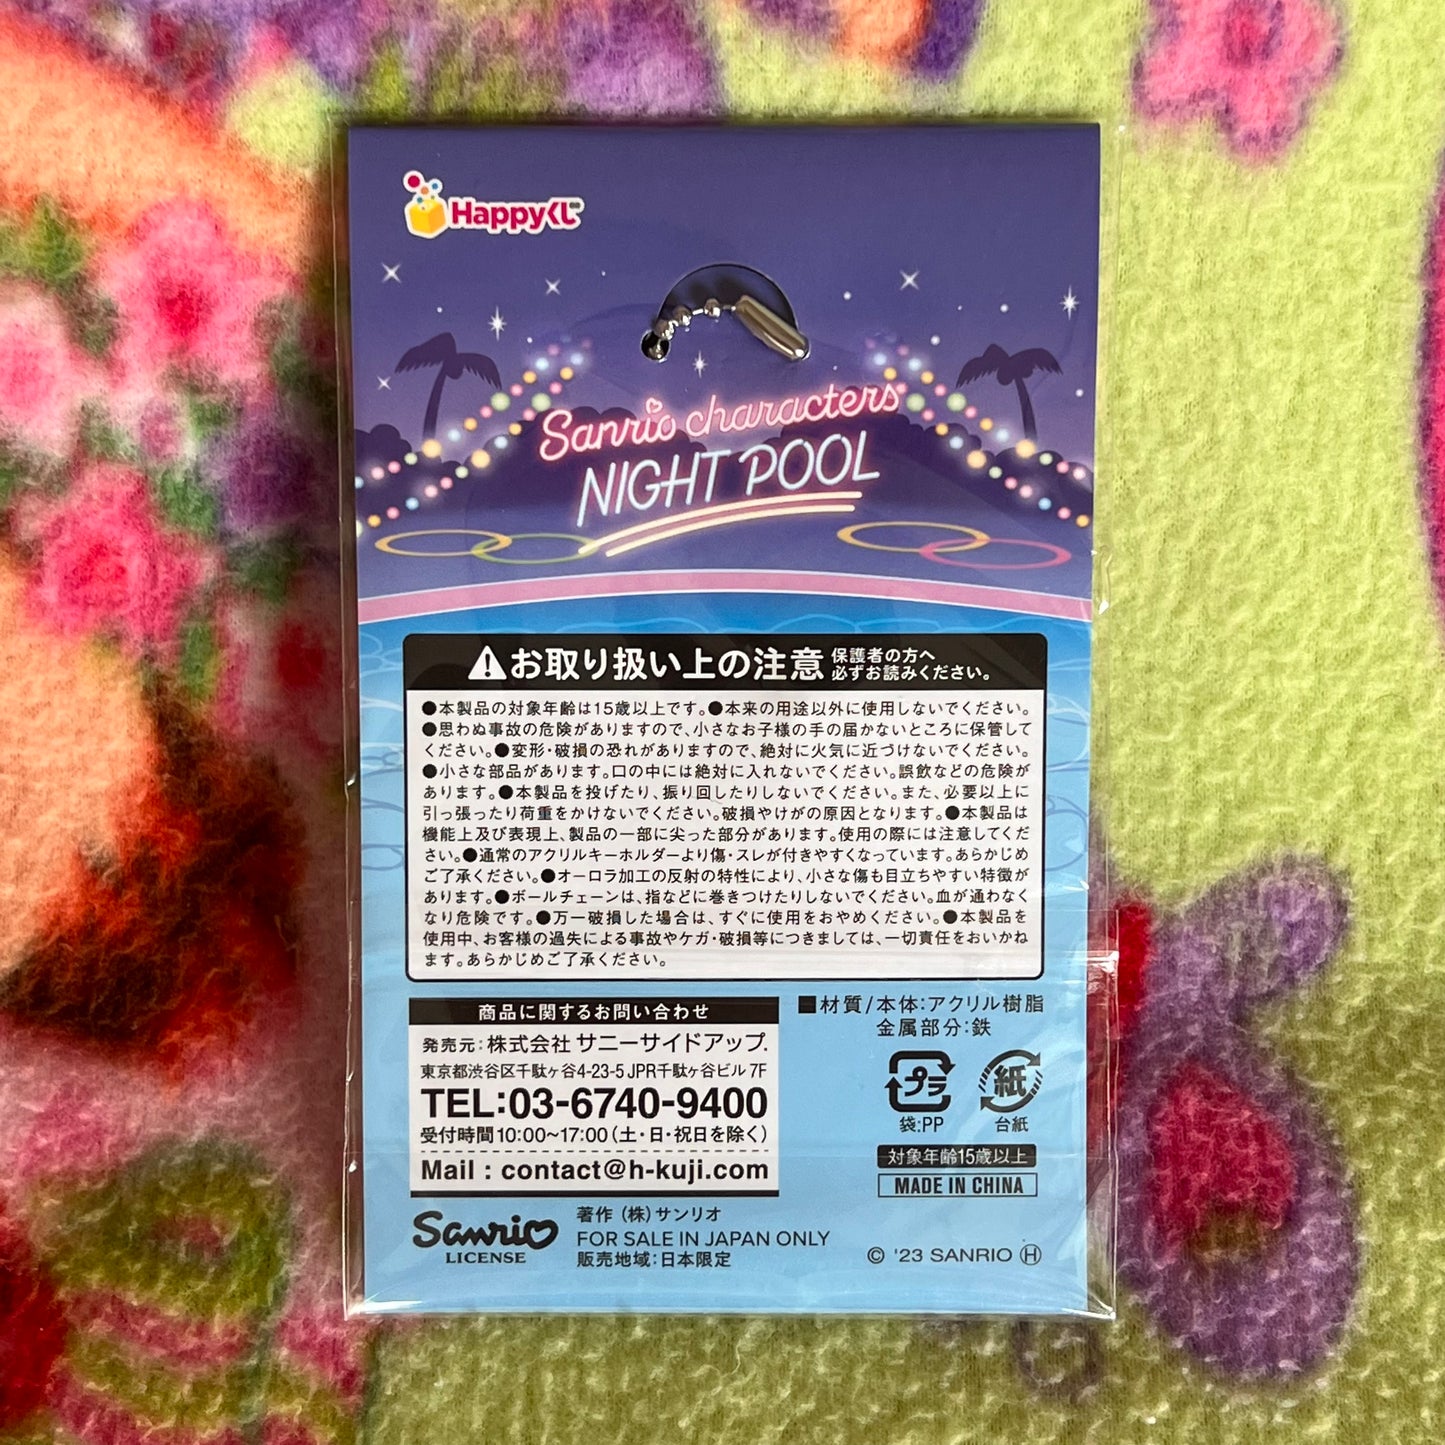 Happyくじ
Sanrio characters
NIGHT POOL
お取り扱い上の注意 保護者の方へ
必ずお読みください。
●本製品の対象年齢は15歳以上です。●本来の用途以外に使用しないでください。
●思わぬ事故の危険がありますので、小さなお子様の手の届かないところに保管して
ください。●変形・破損の恐れがありますので、絶対に火気に近づけないでください。
●小さな部品があります。口の中には絶対に入れないでください。誤飲などの危険が
あります。●本製品を投げたり、振り回したりしないでください。また、必要以上に
引っ張ったり荷重をかけないでください。破損やけがの原因となります。●本製品は
機能上及び表現上、製品の一部に尖った部分があります。使用の際には注意してくだ
さい。●通常のアクリルキーホルダーより傷・スレが付きやすくなっています。あらかじめ
ご了承ください。●オーロラ加工の反射の特性により、小さな傷も目立ちやすい特徴が
あります。●ボールチェーンは、指などに巻きつけたりしないでください。血が通わなく
なり危険です。●万一破損した場合は、すぐに使用をおやめください。●本製品を
使用中、お客様の過失による事故やケガ・破損等につきましては、一切責任をおいかね
ます。あらかじめご了承ください。
商品に関するお問い合わせ
発売元:株式会社 サニーサイドアップ.
東京都渋谷区千駄ヶ谷4-23-5 JPR千駄ヶ谷ビル 7F
TEL:03-6740-9400
受付時間10:00~17:00(土・日・祝日を除く)
Mail : contact@h-kuji.com
■材質/本体:アクリル樹脂
金属部分:鉄
プラ 紙
袋:PP 台紙
対象年齢15歳以上
MADE IN CHINA
Sanrio
LICENSE
著作(株)サンリオ
FOR SALE IN JAPAN ONLY
販売地域:日本限定
© '23 SANRIO Ⓗ